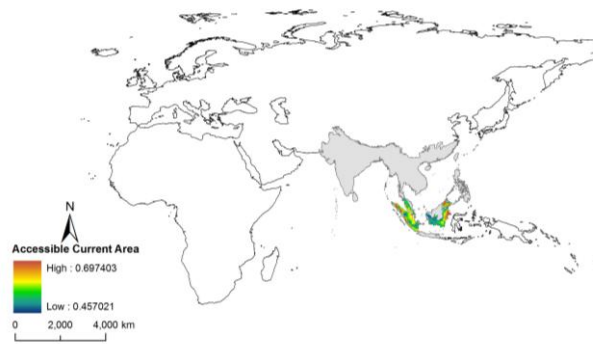 N
Accessible Current Area
High : 0.697403
Low : 0.457021
0 2,000 4,000 km